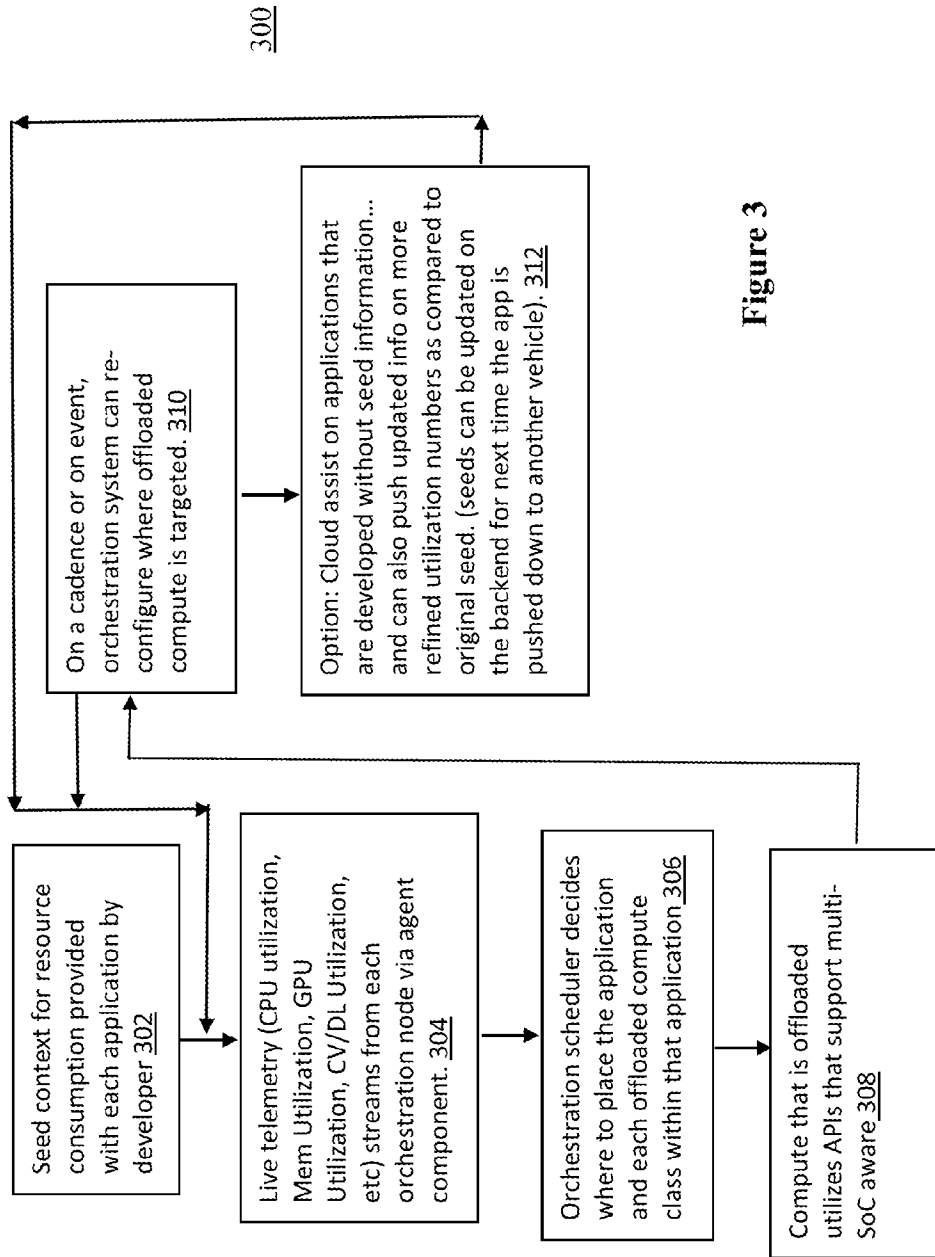 300
Seed context for resource
consumption provided
with each application by
developer 302
Live telemetry (CPU utilization,
Mem Utilization, GPU
Utilization, CV/DL Utilization,
etc) streams from each
orchestration node via agent
component. 304
Orchestration scheduler decides
where to place the application
and each offloaded compute
class within that application 306
Compute that is offloaded
utilizes APIs that support multi-
SoC aware 308
On a cadence or on event,
orchestration system can re-
configure where offloaded
compute is targeted. 310
Option: Cloud assist on applications that
are developed without seed information...
and can also push updated info on more
refined utilization numbers as compared to
original seed. (seeds can be updated on
the backend for next time the app is
pushed down to another vehicle). 312
Figure 3